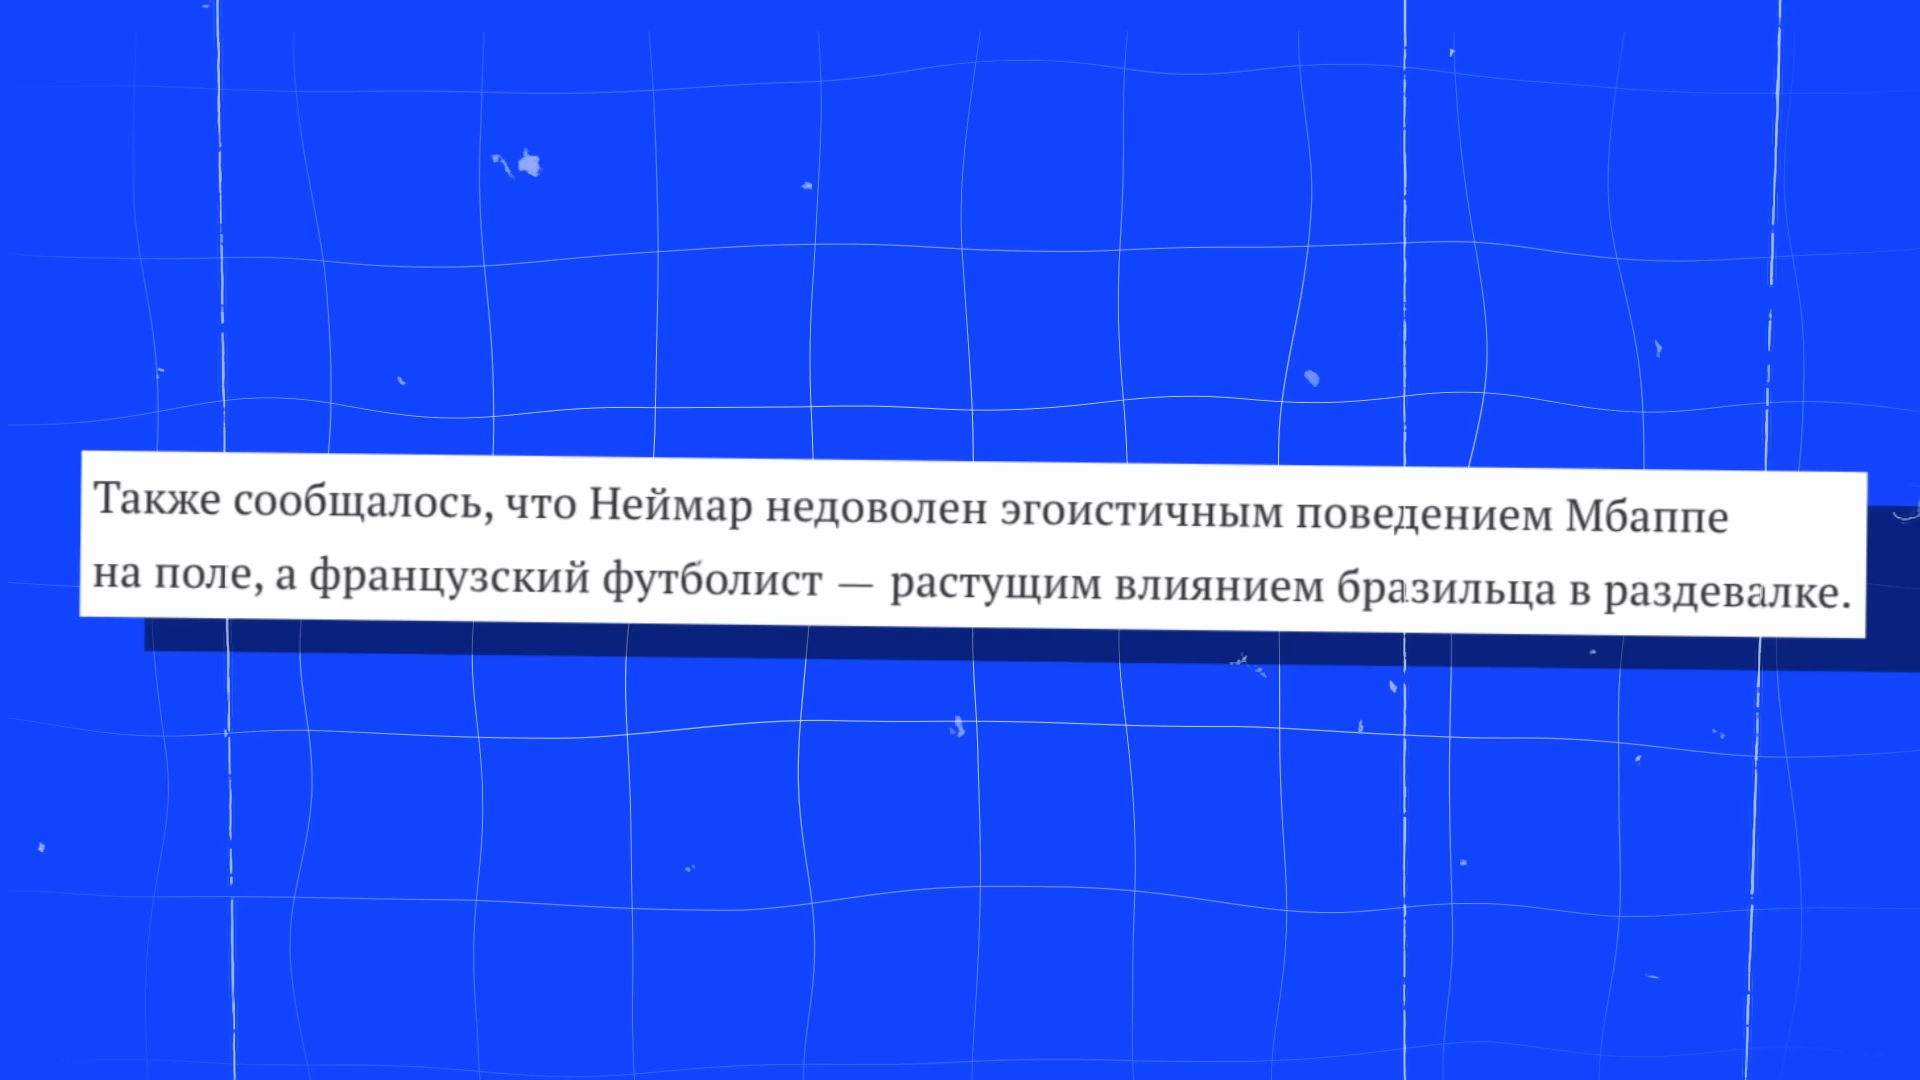 Также сообщалось, что Неймар недоволен эгоистичным поведением Мбаппе
на поле, а французский футболист — растущим влиянием бразильца в раздевалке.